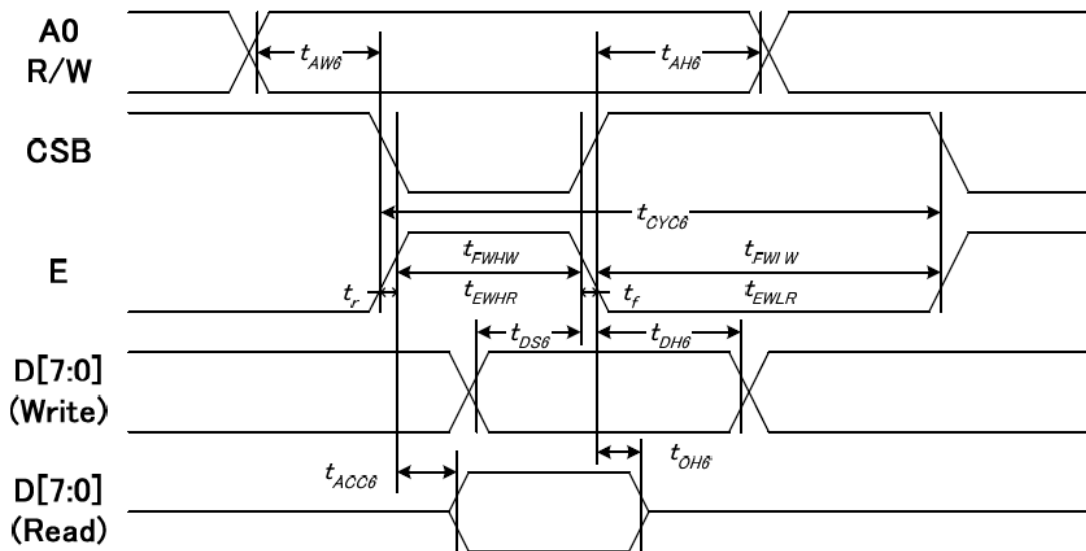 A0
R/W
tAW6
tAH6
CSB
tCYC6
E
tFWHW
tFWLW
tr
tEWHR
tf
tEWLR
tDS6
tDH6
D[7:0]
(Write)
tACC6
tOH6
D[7:0]
(Read)